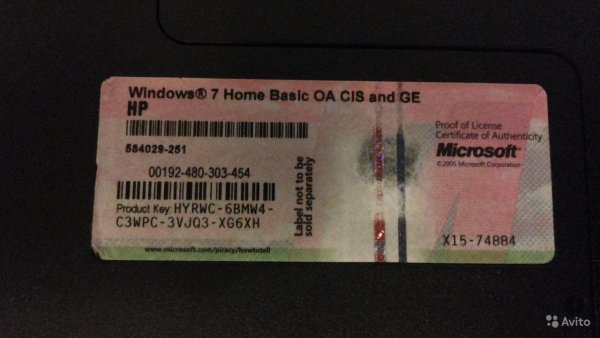 Windows® 7 Home Basic OA CIS and GE
HP
584029-251
00192-480-303-454
Product Key: HYRWC-6BMW4-
C3WPC-3VJQ3-XG6XH
www.microsoft.com/piracy/howtotell
Label not to be
sold separately
Proof of License
Certificate of Authenticity
Microsoft®
©2005 Microsoft Corporation
X15-74884
Avito